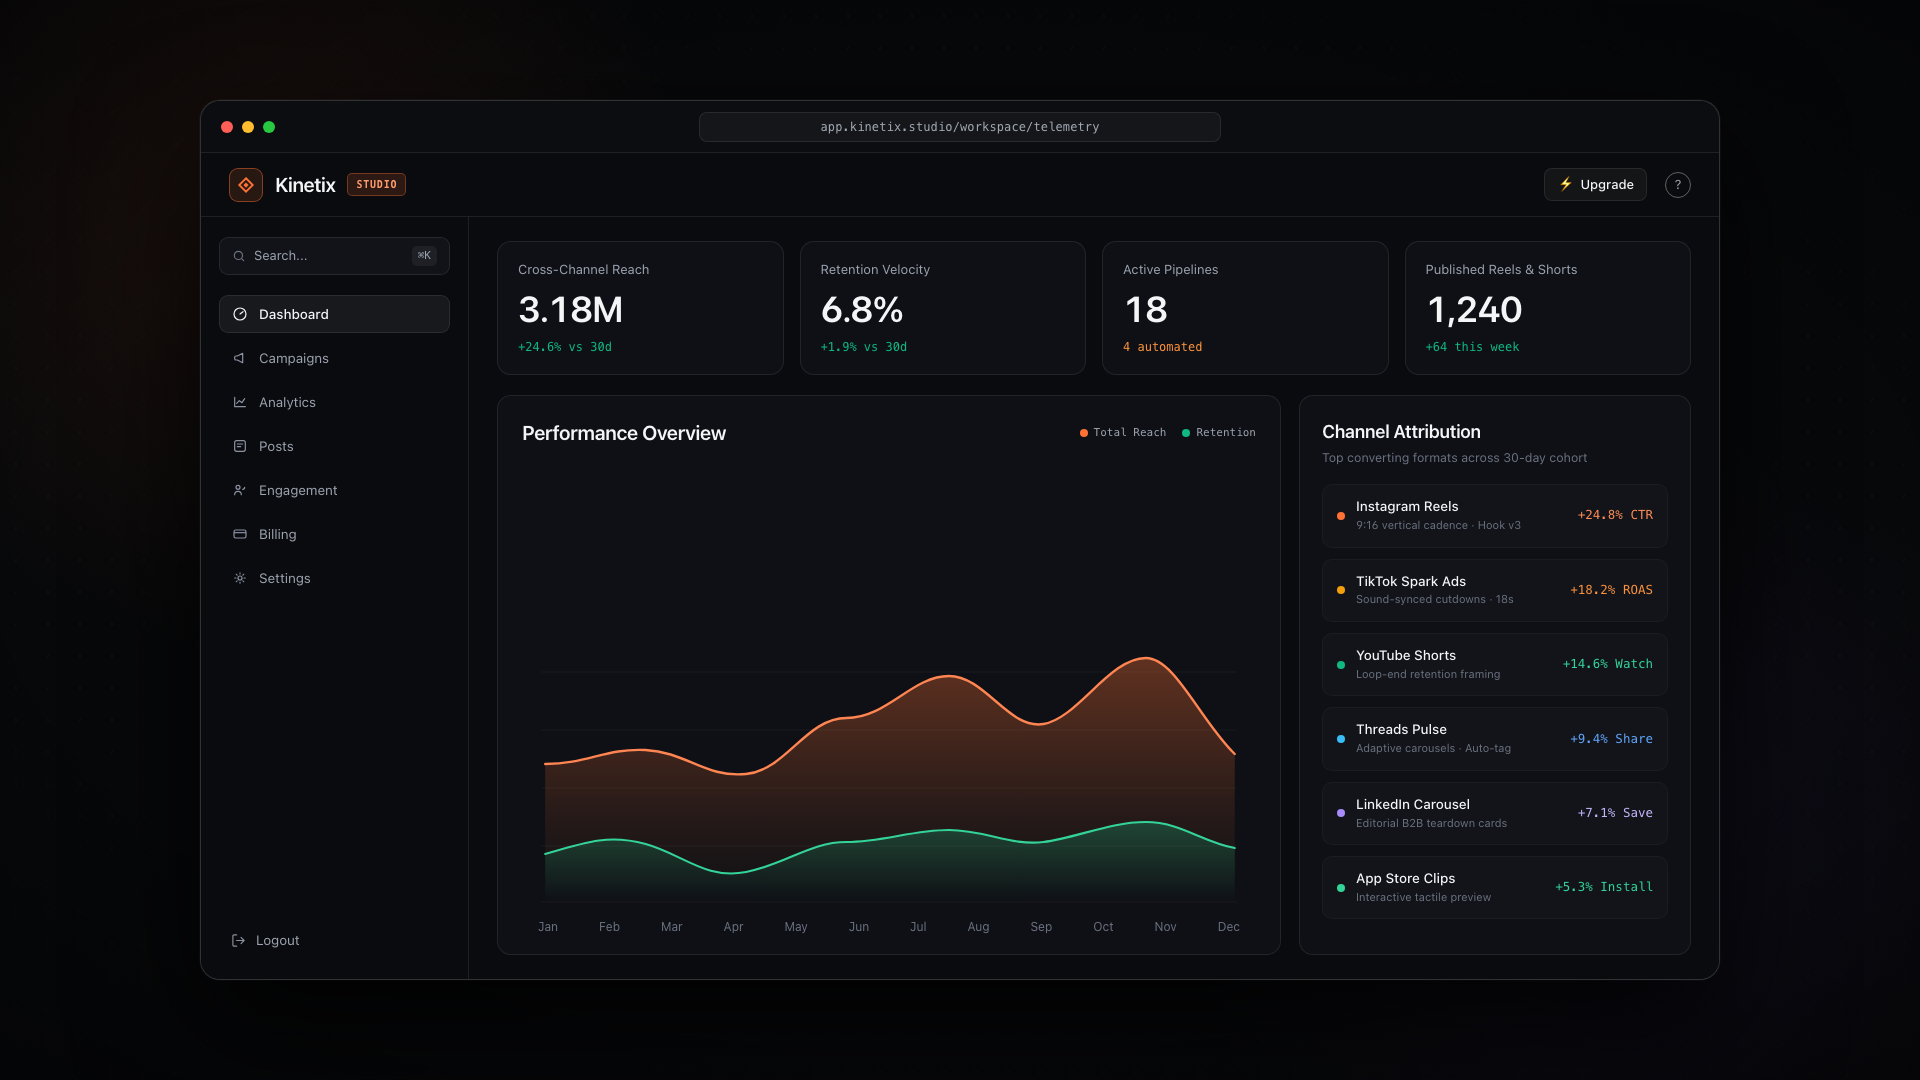 app.kinetix.studio/workspace/telemetry
Kinetix
STUDIO
⚡ Upgrade
?
Search...
⌘K
Dashboard
Campaigns
Analytics
Posts
Engagement
Billing
Settings
Logout
Cross-Channel Reach
3.18M
+24.6% vs 30d
Retention Velocity
6.8%
+1.9% vs 30d
Active Pipelines
18
4 automated
Published Reels & Shorts
1,240
+64 this week
Performance Overview
Total Reach
Retention
Jan Feb Mar Apr May Jun Jul Aug Sep Oct Nov Dec
Channel Attribution
Top converting formats across 30-day cohort
Instagram Reels
9:16 vertical cadence · Hook v3
+24.8% CTR
TikTok Spark Ads
Sound-synced cutdowns · 18s
+18.2% ROAS
YouTube Shorts
Loop-end retention framing
+14.6% Watch
Threads Pulse
Adaptive carousels · Auto-tag
+9.4% Share
LinkedIn Carousel
Editorial B2B teardown cards
+7.1% Save
App Store Clips
Interactive tactile preview
+5.3% Install